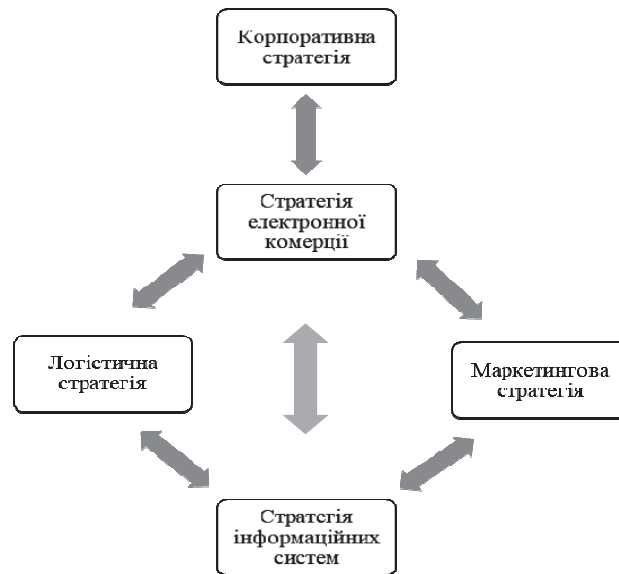 Корпоративна
стратегія
Стратегія
електронної
комерції
Логістична
стратегія
Маркетингова
стратегія
Стратегія
інформаційних
систем